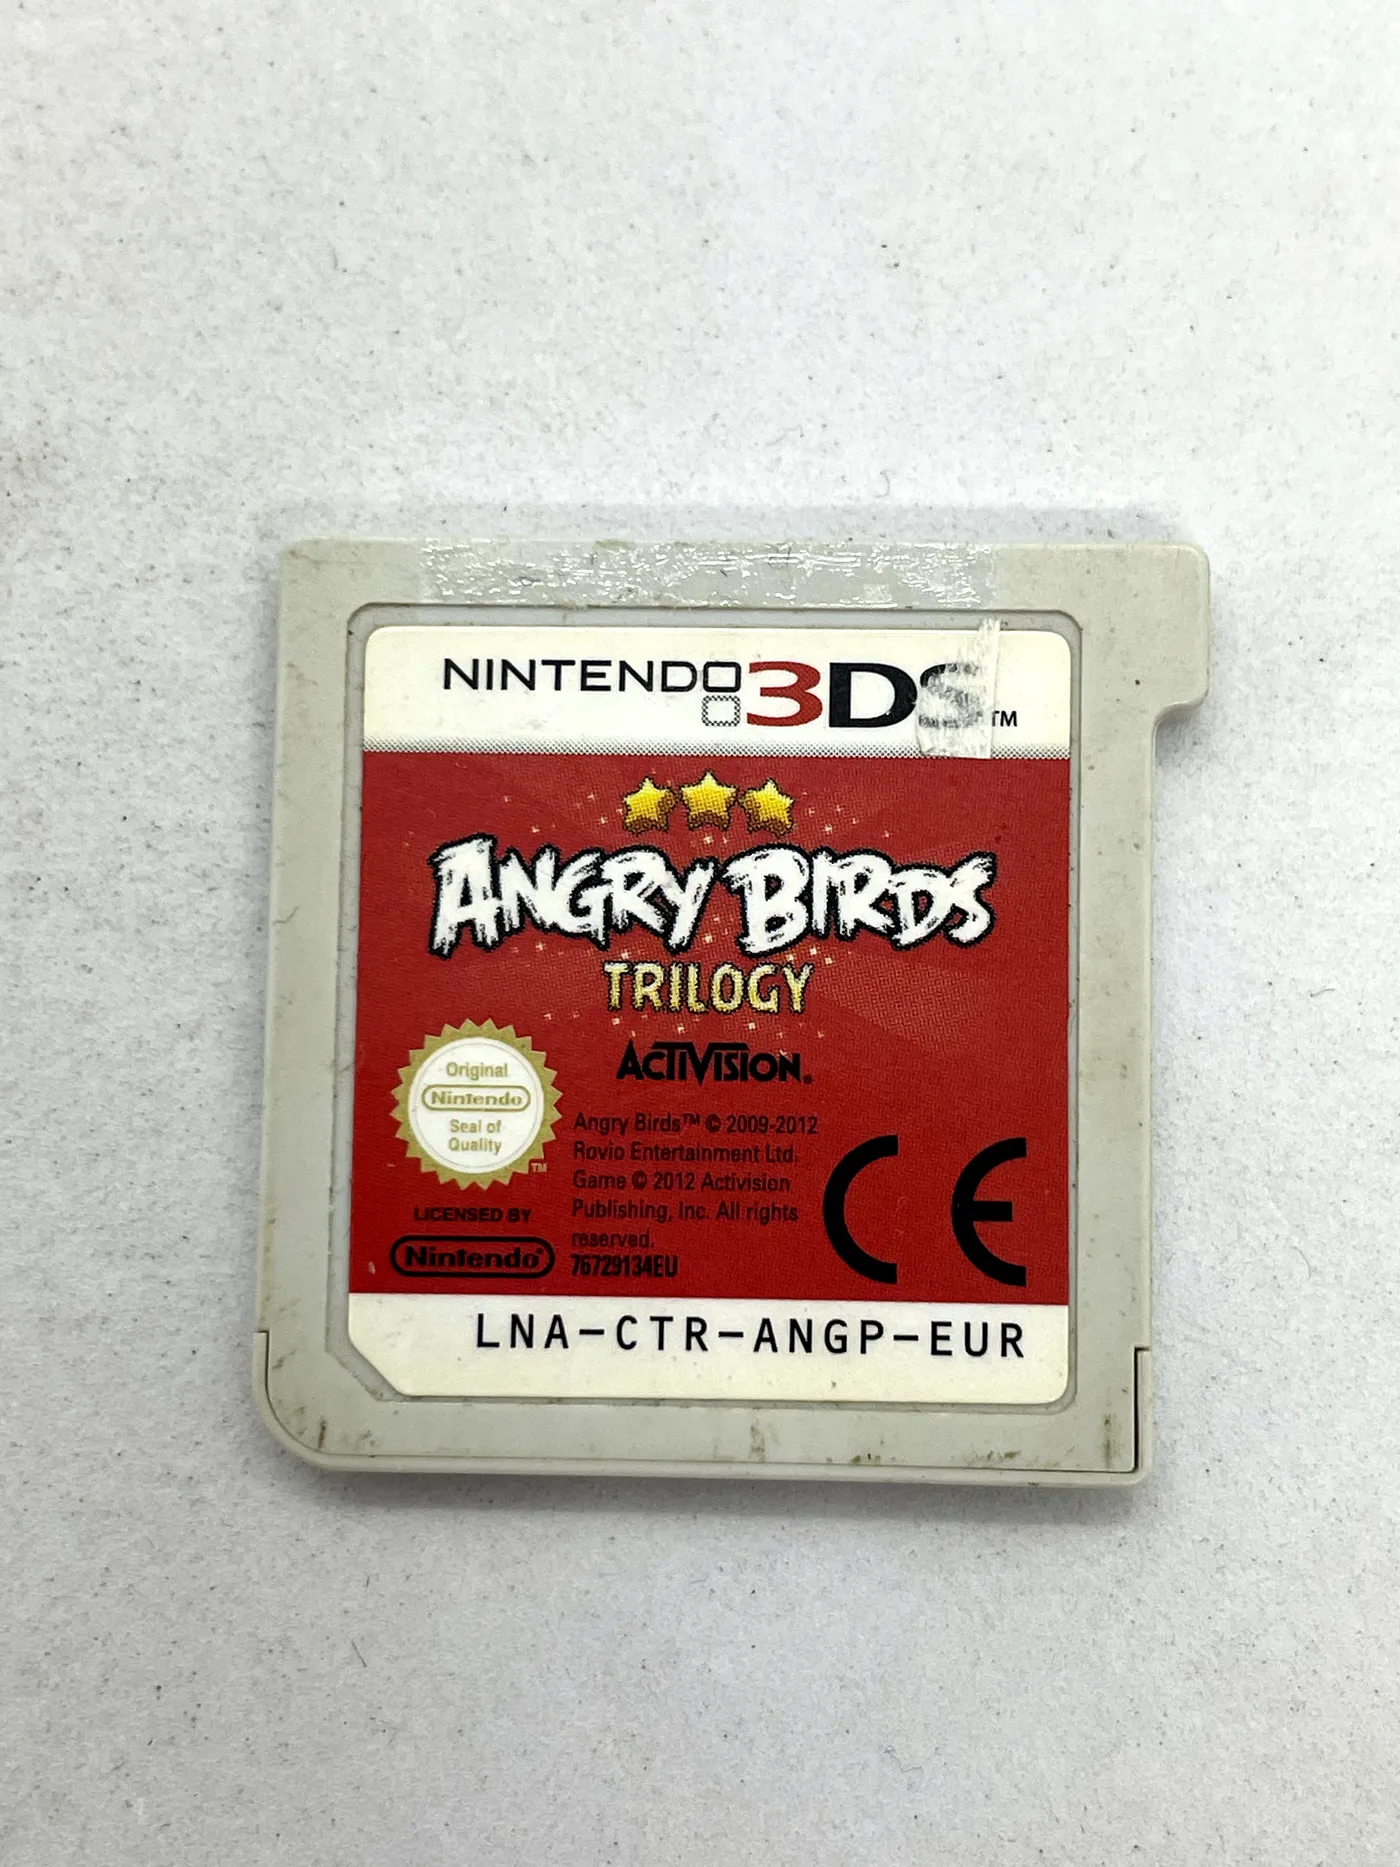 NINTENDO 3DS™
ANGRY BIRDS
TRILOGY
ACTIVISION.
Original
Nintendo
Seal of
Quality
TM
LICENSED BY
Nintendo®
Angry Birds™ © 2009-2012
Rovio Entertainment Ltd.
Game © 2012 Activision
Publishing, Inc. All rights
reserved.
76729134EU
CE
LNA-CTR-ANGP-EUR